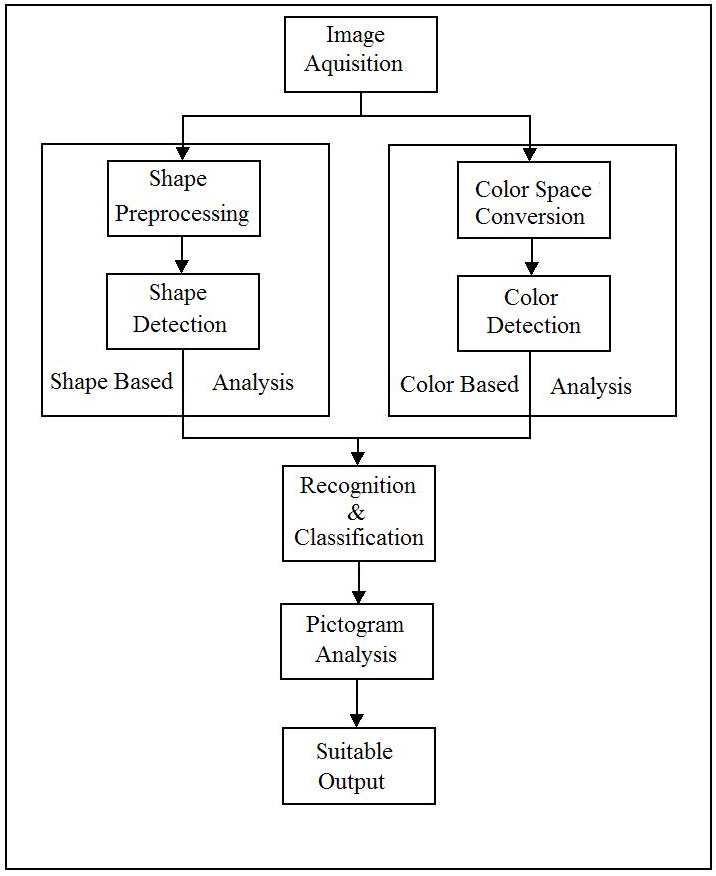 Image
Aquisition
Shape
Preprocessing
Shape
Detection
Shape Based Analysis
Color Space
Conversion
Color
Detection
Color Based Analysis
Recognition
&
Classification
Pictogram
Analysis
Suitable
Output